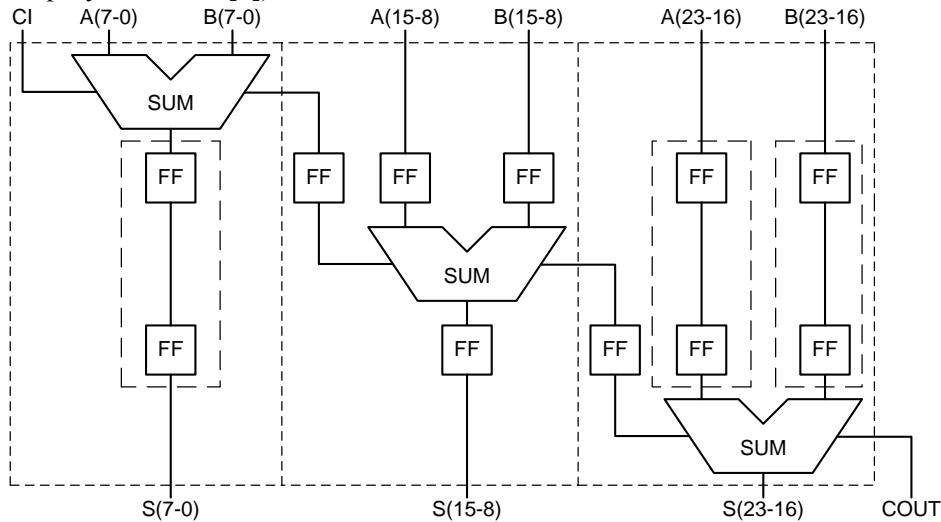 CI A(7-0) B(7-0) A(15-8) B(15-8) A(23-16) B(23-16)
SUM
FF FF FF FF FF FF
SUM
FF FF FF FF FF
SUM
S(7-0) S(15-8) S(23-16) COUT